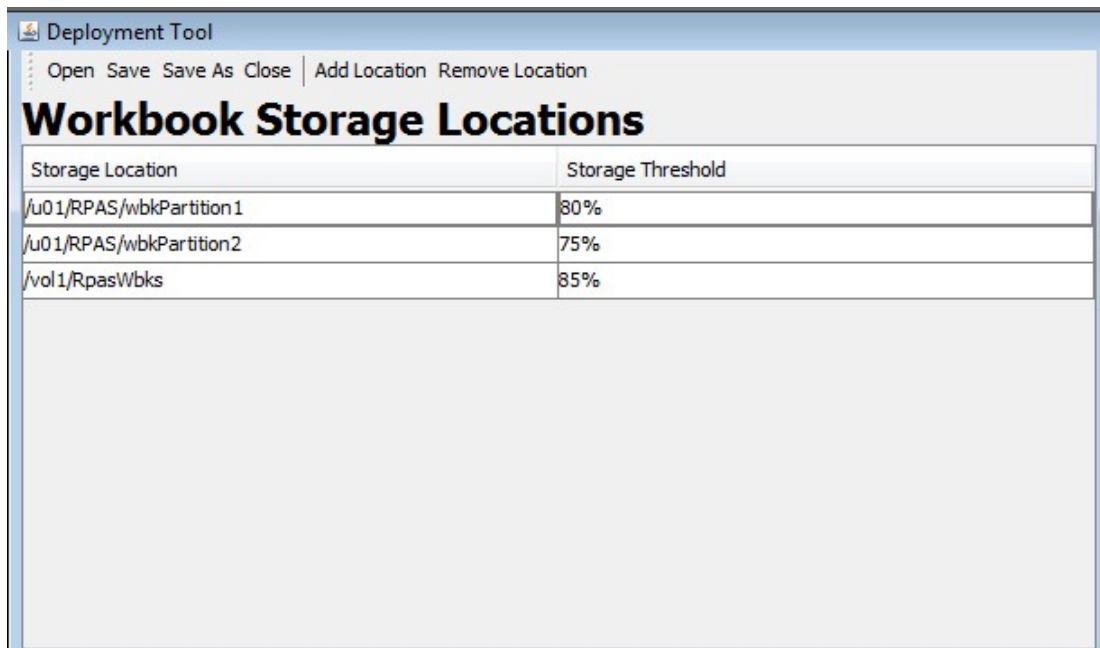 Deployment Tool
Open Save Save As Close Add Location Remove Location
Workbook Storage Locations
Storage Location Storage Threshold
/u01/RPAS/wbkPartition1 80%
/u01/RPAS/wbkPartition2 75%
/vol1/RpasWbks 85%